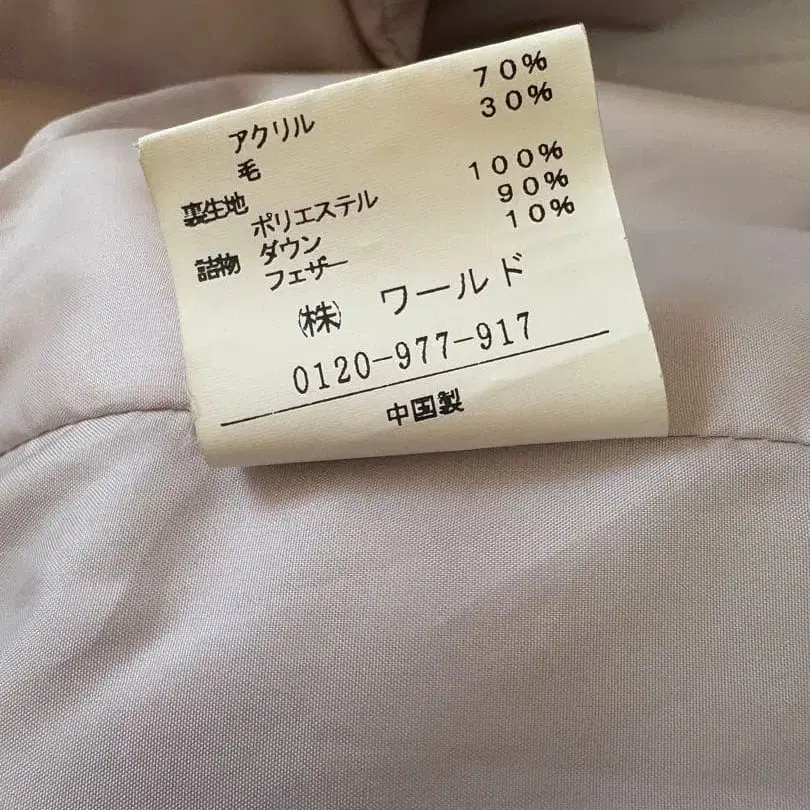 アクリル 70%
毛 30%
裏生地
ポリエステル 100%
詰物 ダウン 90%
フェザー 10%
㈱ ワールド
0120-977-917
中国製